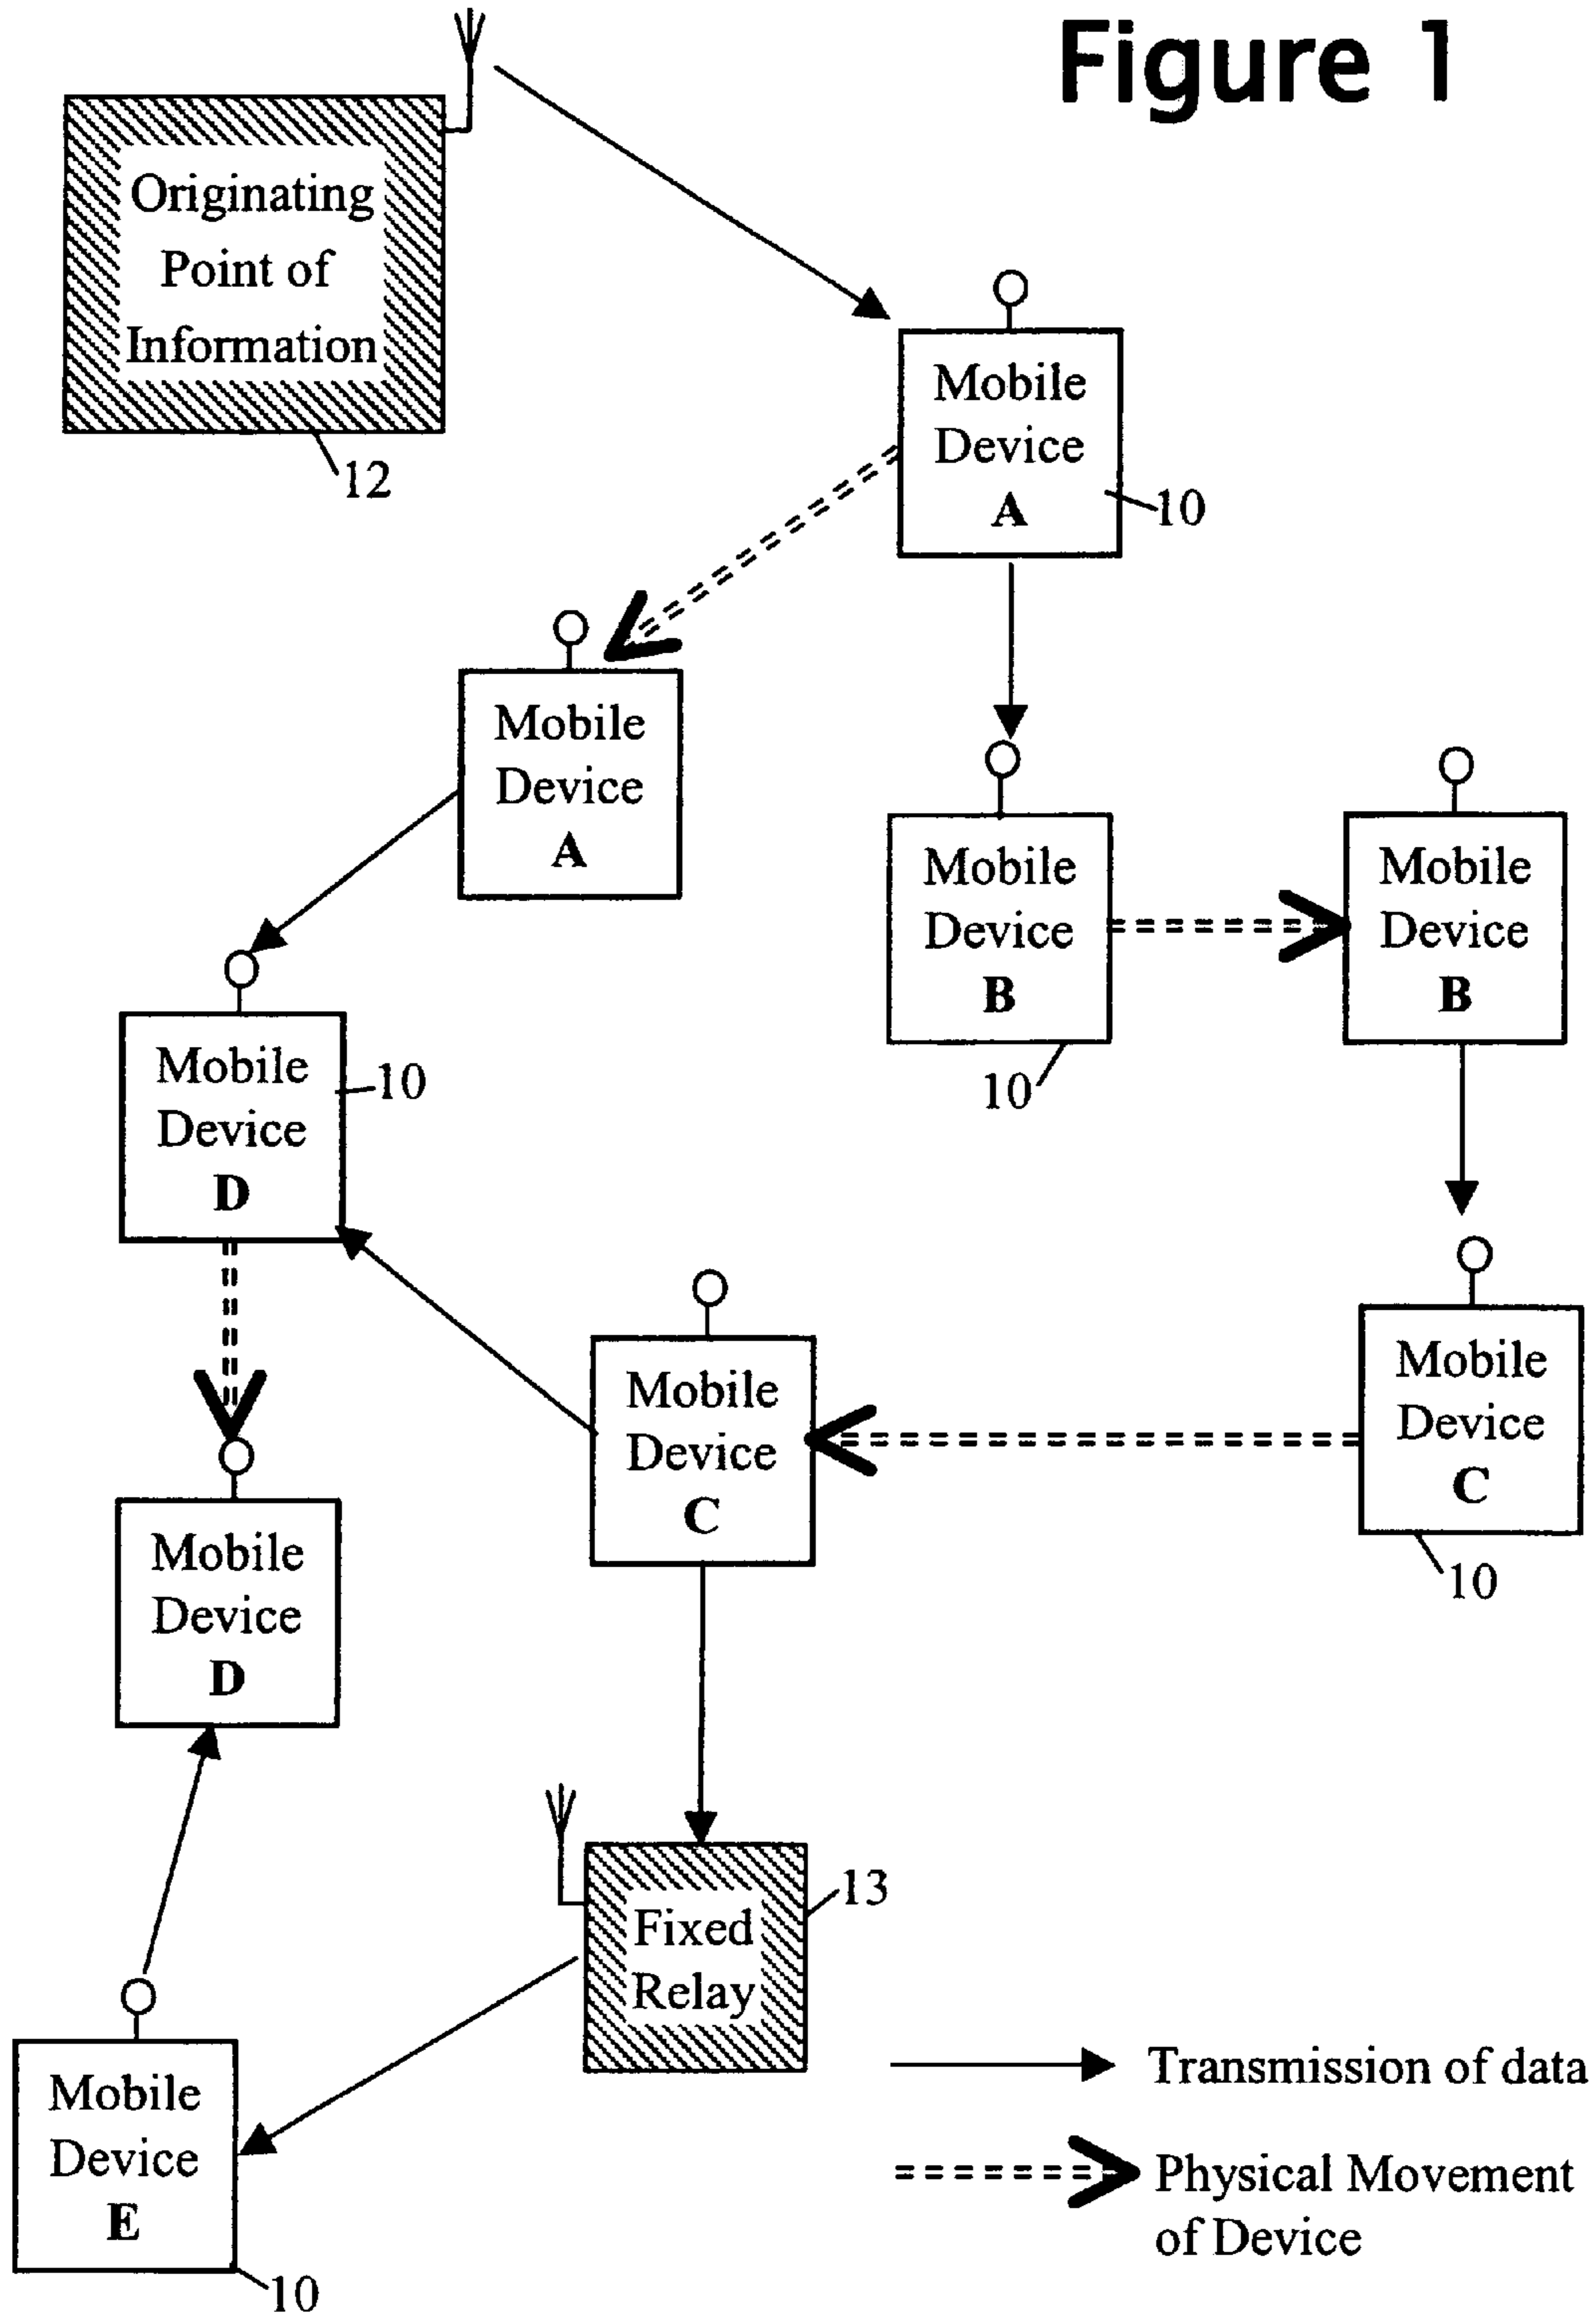 Figure 1
Originating
Point of
Information
12
Mobile
Device
A
10
Mobile
Device
A
Mobile
Device
B
10
Mobile
Device
B
Mobile
Device
D
10
Mobile
Device
C
Mobile
Device
C
10
Mobile
Device
D
Fixed
Relay
13
Mobile
Device
E
10
Transmission of data
Physical Movement
of Device